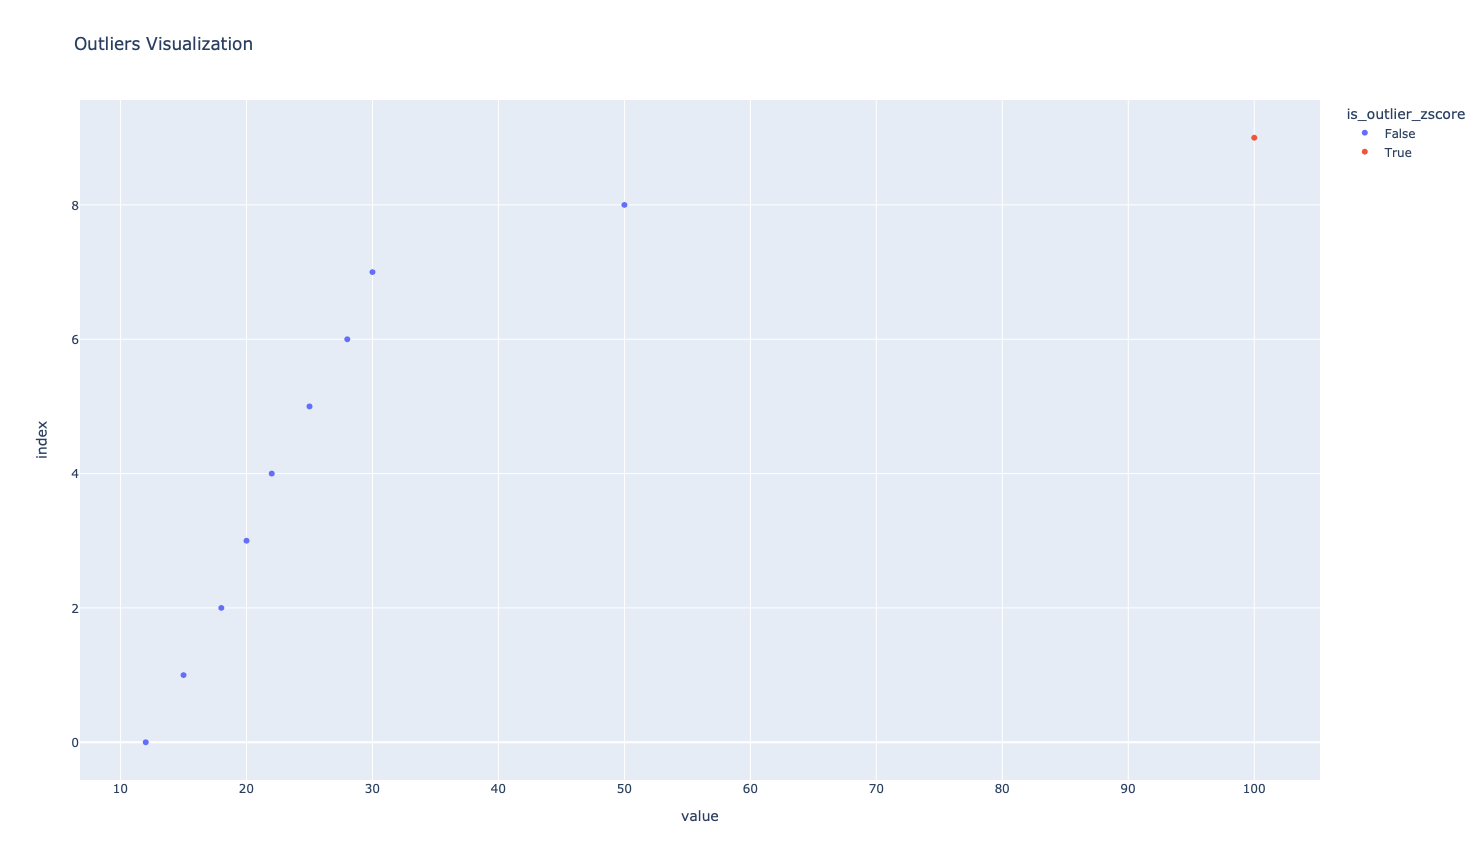 Outliers Visualization
is_outlier_zscore
False
True
8
6
4
2
0
index
10 20 30 40 50 60 70 80 90 100
value